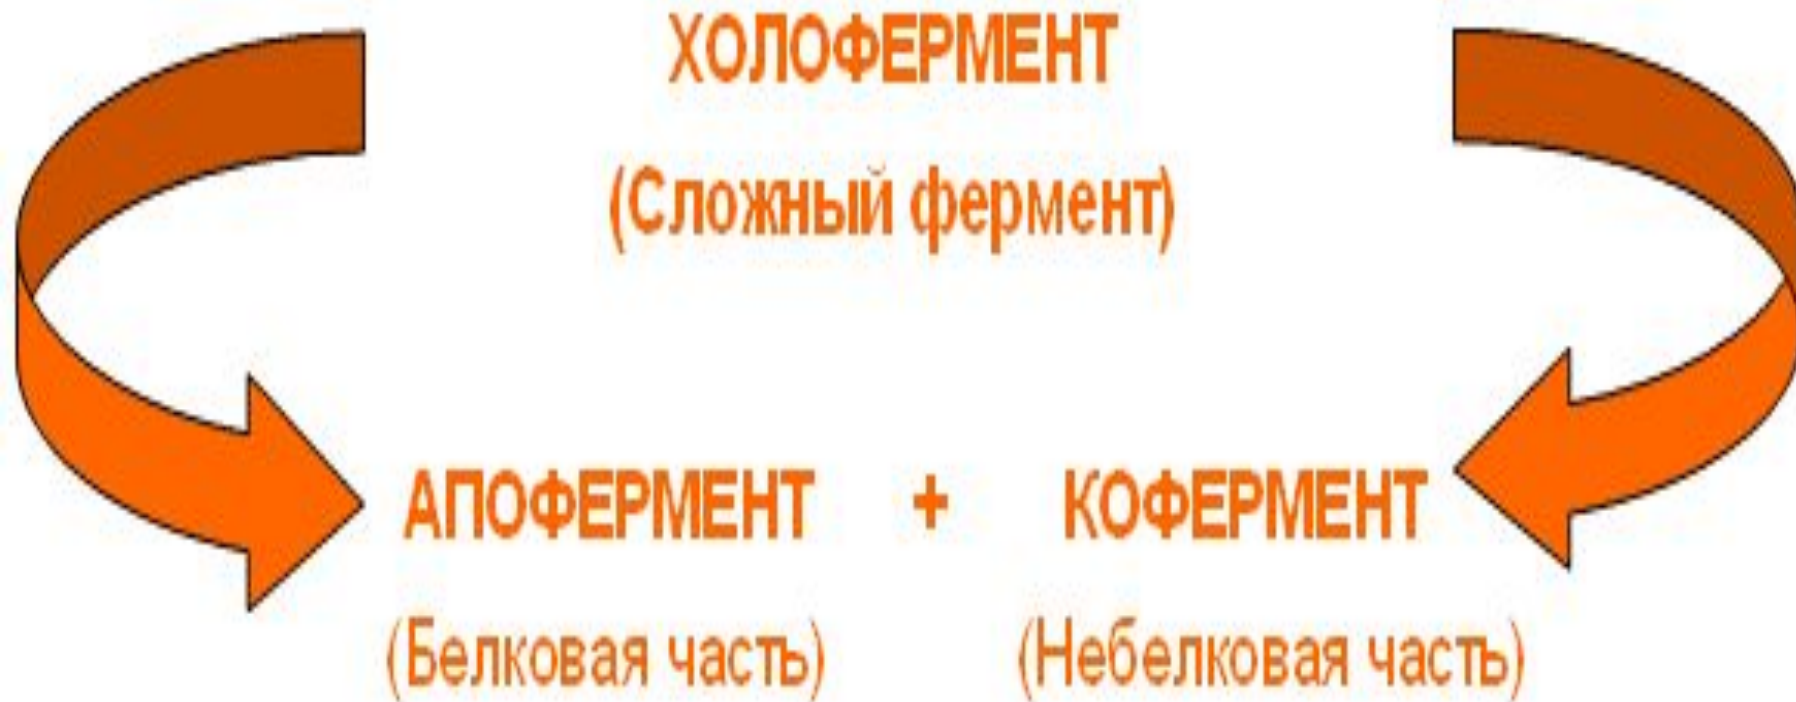 ХОЛОФЕРМЕНТ
(Сложный фермент)
АПОФЕРМЕНТ + КОФЕРМЕНТ
(Белковая часть) (Небелковая часть)